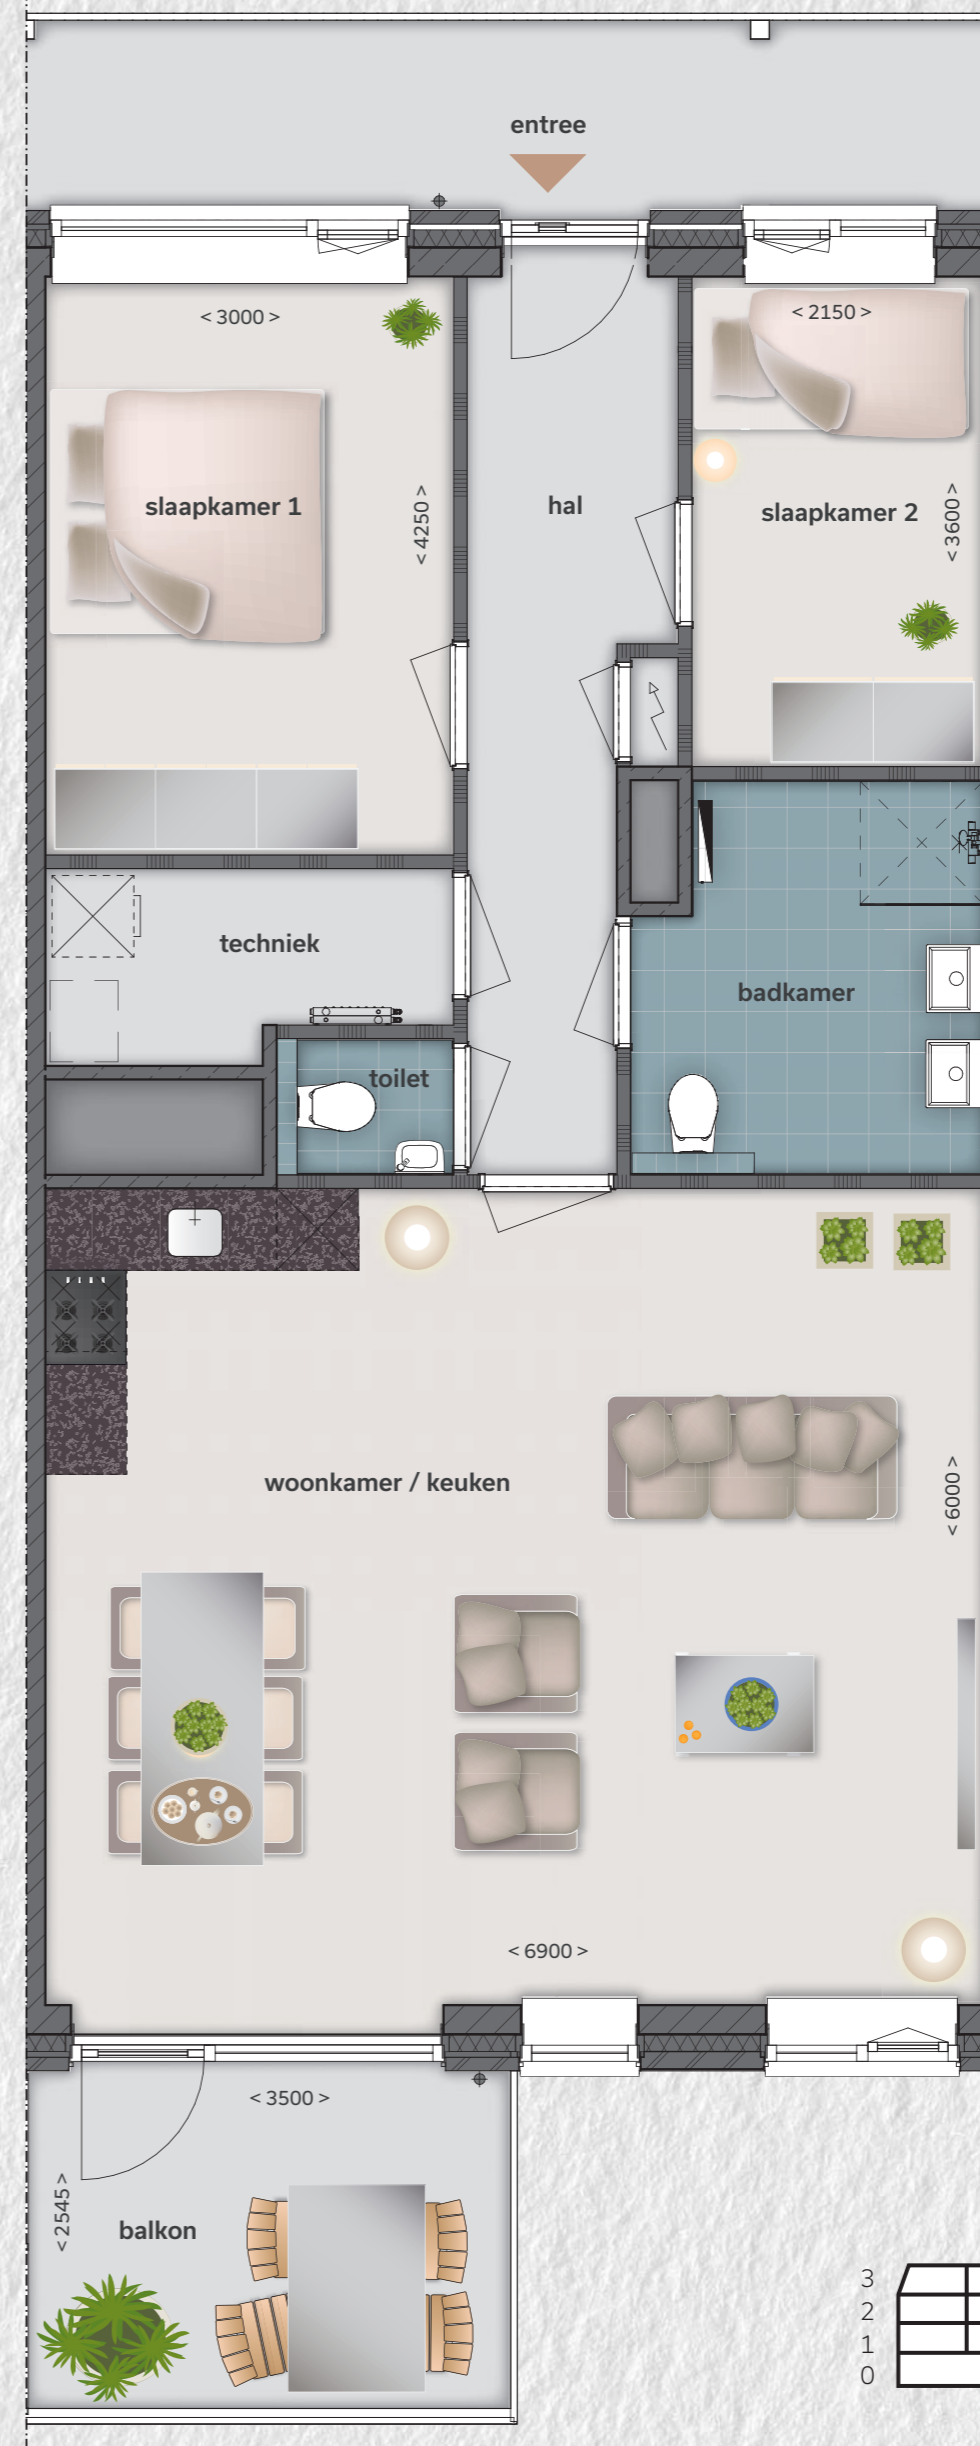 entree
< 3000 >
< 2150 >
slaapkamer 1
< 4250 >
hal
slaapkamer 2
< 3600 >
techniek
badkamer
toilet
woonkamer / keuken
< 6000 >
< 6900 >
< 3500 >
< 2545 >
balkon
3
2
1
0